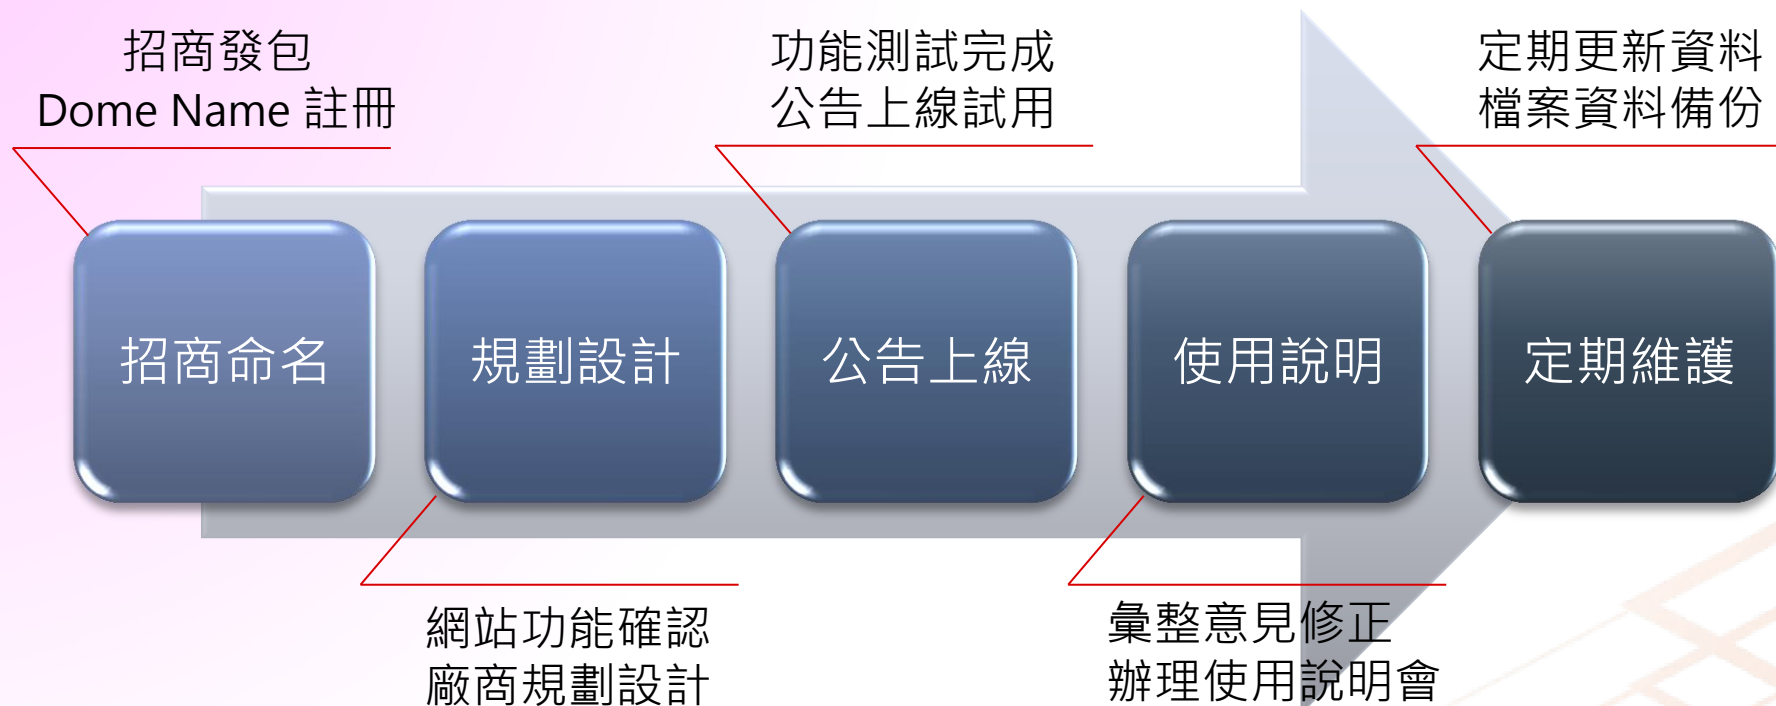 招商發包
Dome Name 註冊
功能測試完成
公告上線試用
定期更新資料
檔案資料備份
招商命名
規劃設計
公告上線
使用說明
定期維護
網站功能確認
廠商規劃設計
彙整意見修正
辦理使用說明會